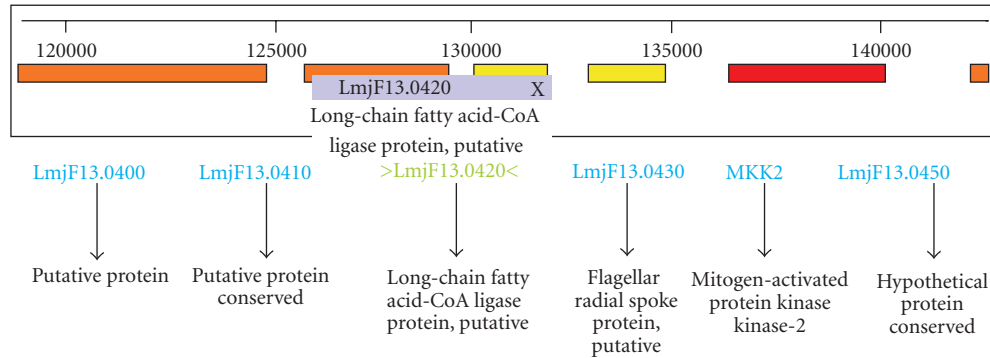 120000 125000 130000 135000 140000
LmjF13.0420 X
Long-chain fatty acid-CoA
ligase protein, putative
LmjF13.0400 LmjF13.0410 >LmjF13.0420< LmjF13.0430 MKK2 LmjF13.0450
Putative protein
Putative protein
conserved
Long-chain fatty
acid-CoA ligase
protein, putative
Flagellar
radial spoke
protein,
putative
Mitogen-activated
protein kinase
kinase-2
Hypothetical
protein
conserved